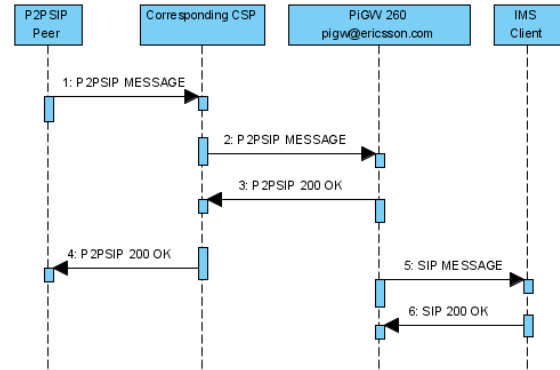 P2PSIP
Peer
Corresponding CSP
PiGW 260
pigw@ericsson.com
IMS
Client
1: P2PSIP MESSAGE
2: P2PSIP MESSAGE
3: P2PSIP 200 OK
4: P2PSIP 200 OK
5: SIP MESSAGE
6: SIP 200 OK